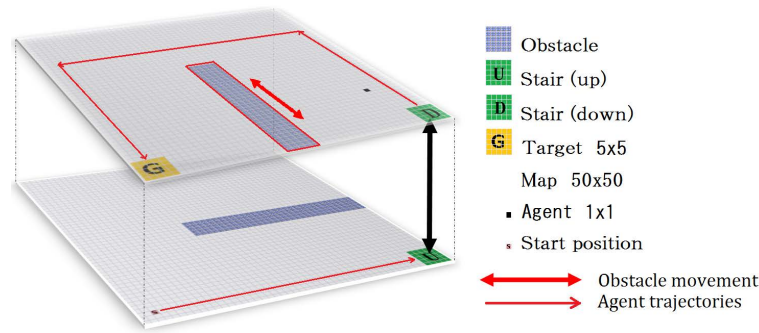 D
G
U
s
Obstacle
U Stair (up)
D Stair (down)
G Target 5x5
Map 50x50
Agent 1x1
s Start position
Obstacle movement
Agent trajectories